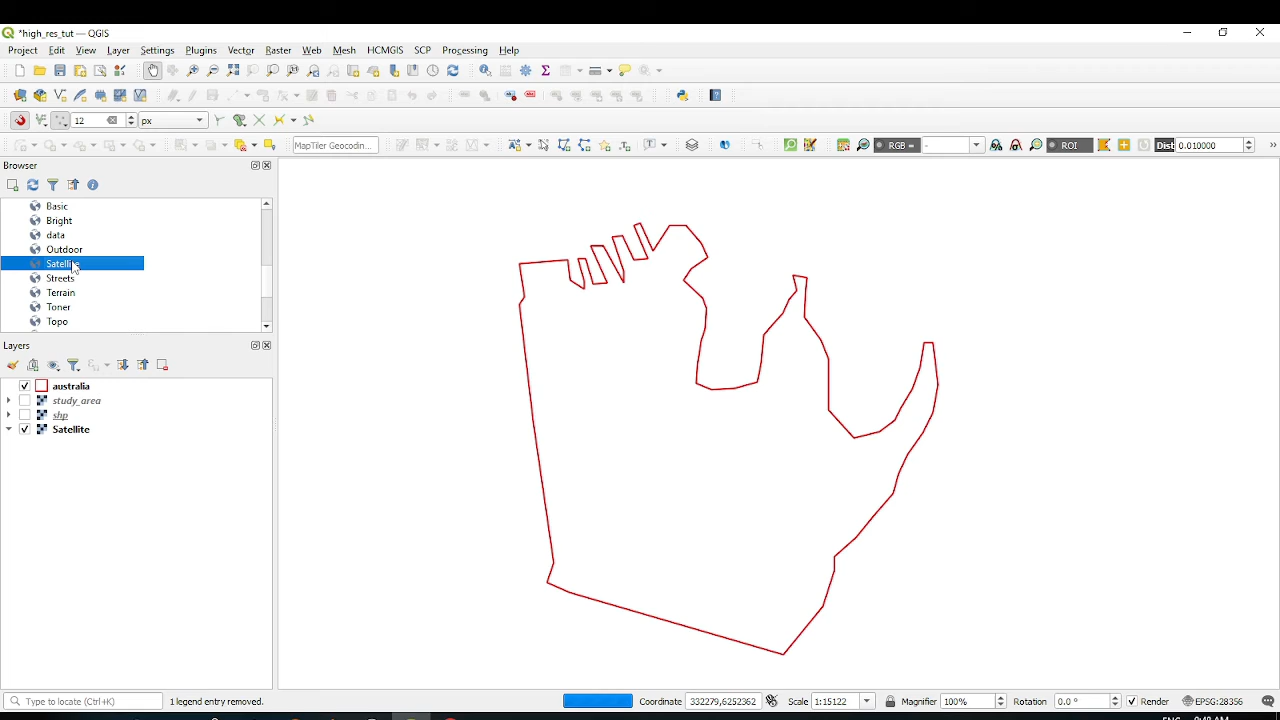 *high_res_tut — QGIS
Project Edit View Layer Settings Plugins Vector Raster Web Mesh HCMGIS SCP Processing Help
12 px
MapTiler Geocodin... RGB = - ROI Dist 0.010000 »
Browser
Basic
Bright
data
Outdoor
Satellite
Streets
Terrain
Toner
Topo
Layers
australia
study_area
shp
Satellite
Type to locate (Ctrl+K) 1 legend entry removed. Coordinate 332279,6252362 Scale 1:15122 Magnifier 100% Rotation 0.0 ° Render EPSG:28356